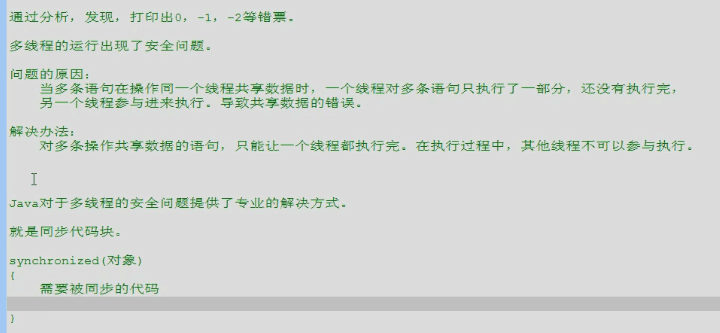 通过分析，发现，打印出0，-1，-2等错票。
多线程的运行出现了安全问题。
问题的原因：
当多条语句在操作同一个线程共享数据时，一个线程对多条语句只执行了一部分，还没有执行完，
另一个线程参与进来执行。导致共享数据的错误。
解决办法：
对多条操作共享数据的语句，只能让一个线程都执行完。在执行过程中，其他线程不可以参与执行。
Java对于多线程的安全问题提供了专业的解决方式。
就是同步代码块。
synchronized(对象)
{
需要被同步的代码
}